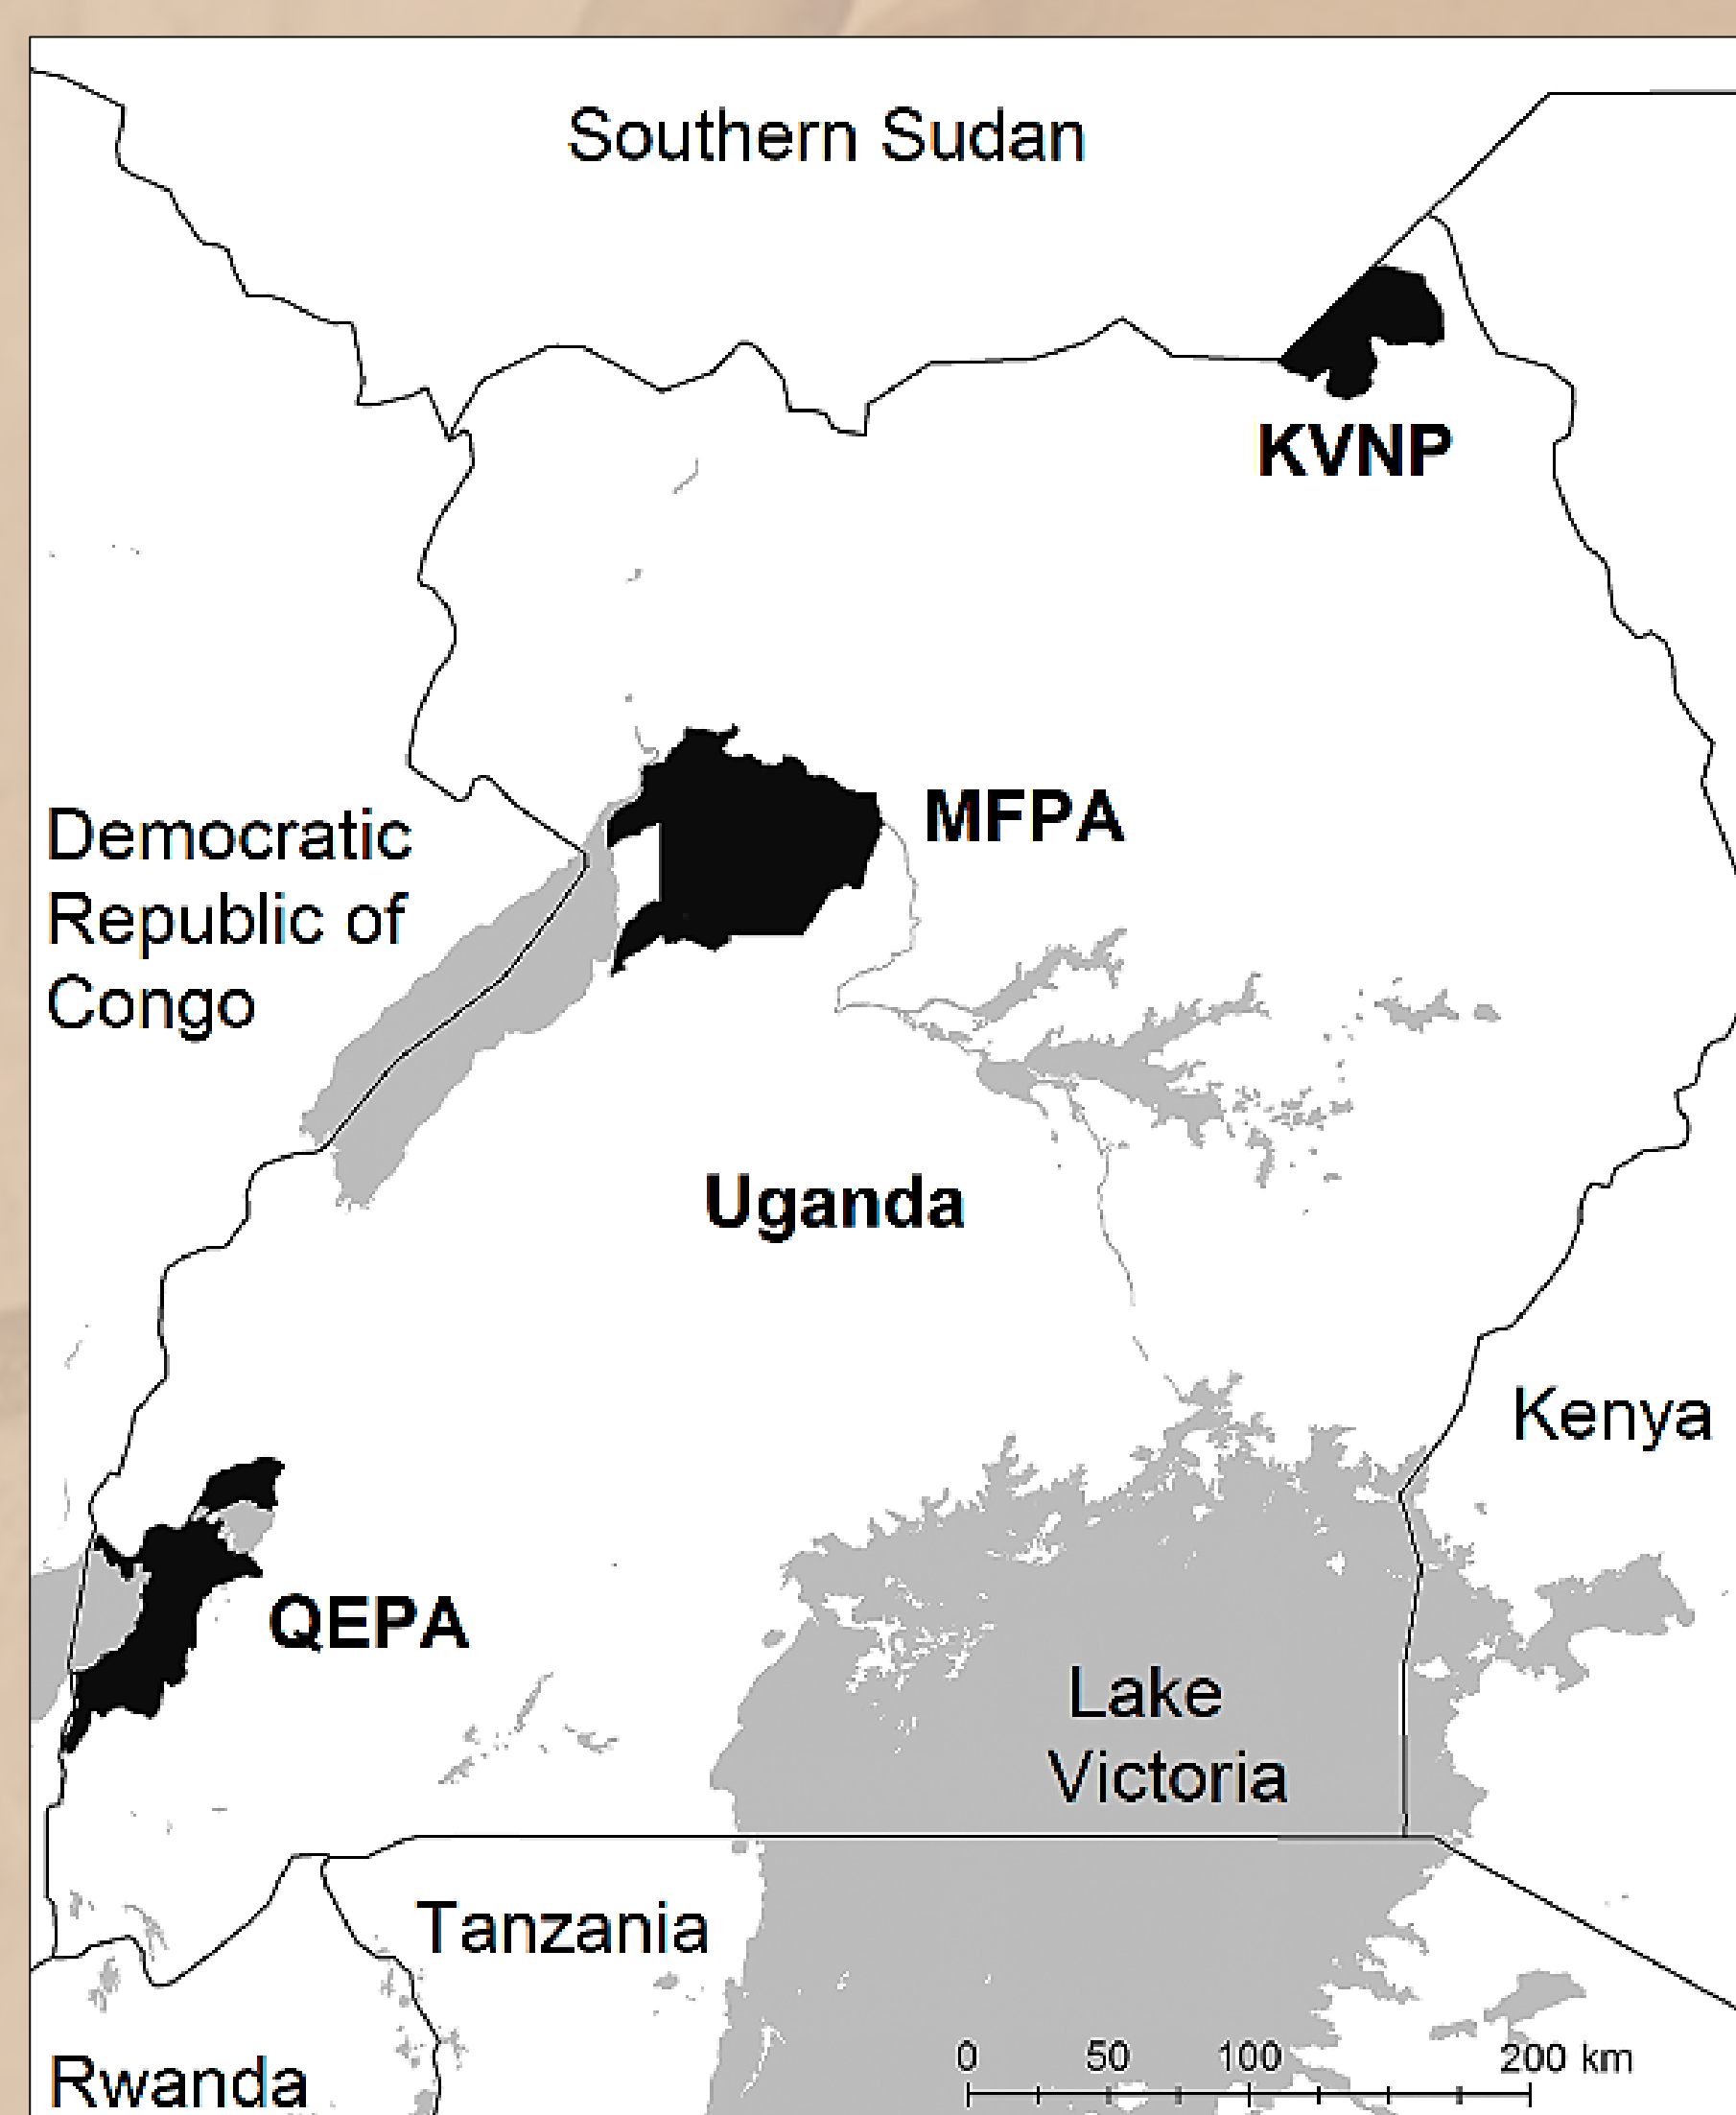 Southern Sudan
KVNP
MFPA
Democratic
Republic of
Congo
Uganda
Kenya
QEPA
Lake
Victoria
Tanzania
Rwanda
0 50 100 200 km